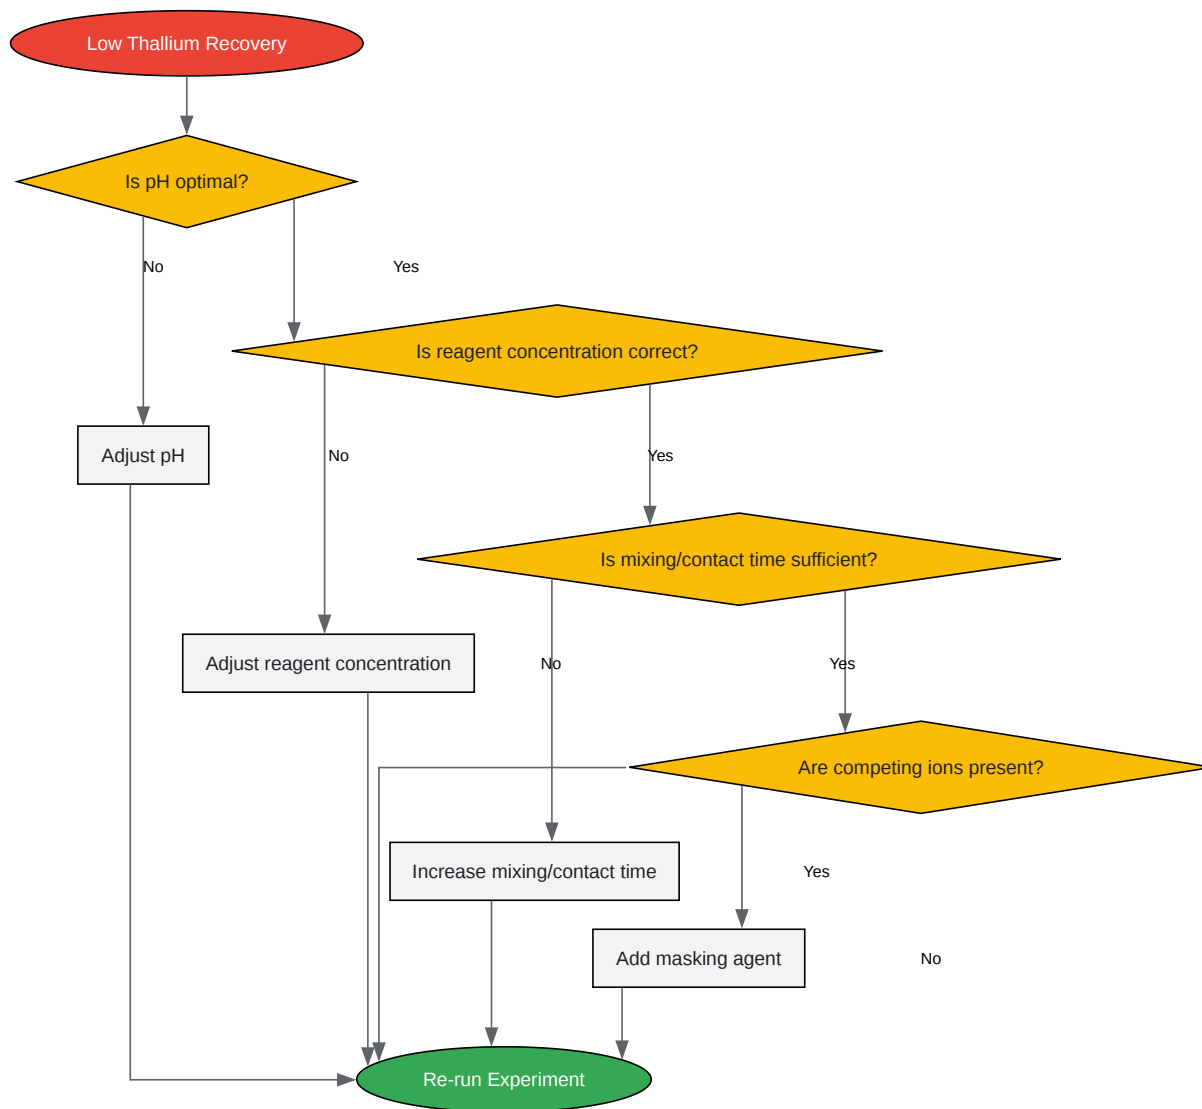 Low Thallium Recovery
Is pH optimal?
No
Yes
Is reagent concentration correct?
Adjust pH
No
Yes
Is mixing/contact time sufficient?
Adjust reagent concentration
No
Yes
Are competing ions present?
Increase mixing/contact time
Yes
Add masking agent
No
Re-run Experiment